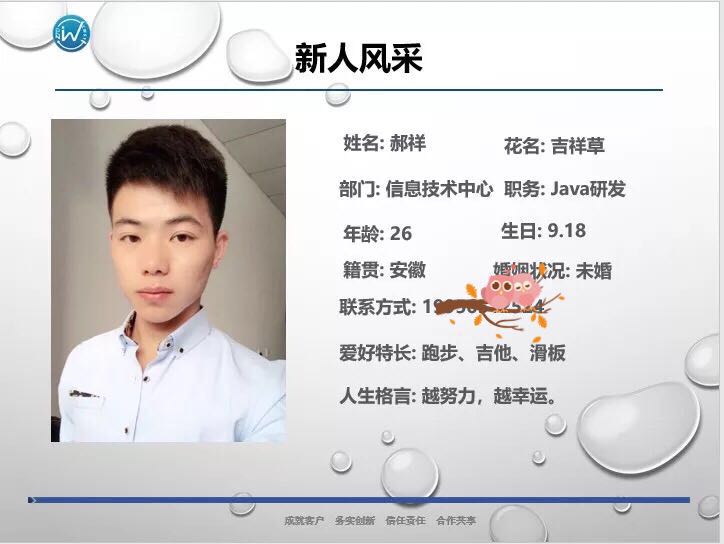 新人风采
姓名: 郝祥 花名: 吉祥草
部门: 信息技术中心 职务: Java研发
年龄: 26 生日: 9.18
籍贯: 安徽 婚姻状况: 未婚
联系方式:
爱好特长: 跑步、吉他、滑板
人生格言: 越努力，越幸运。
成就客户 务实创新 信任责任 合作共享